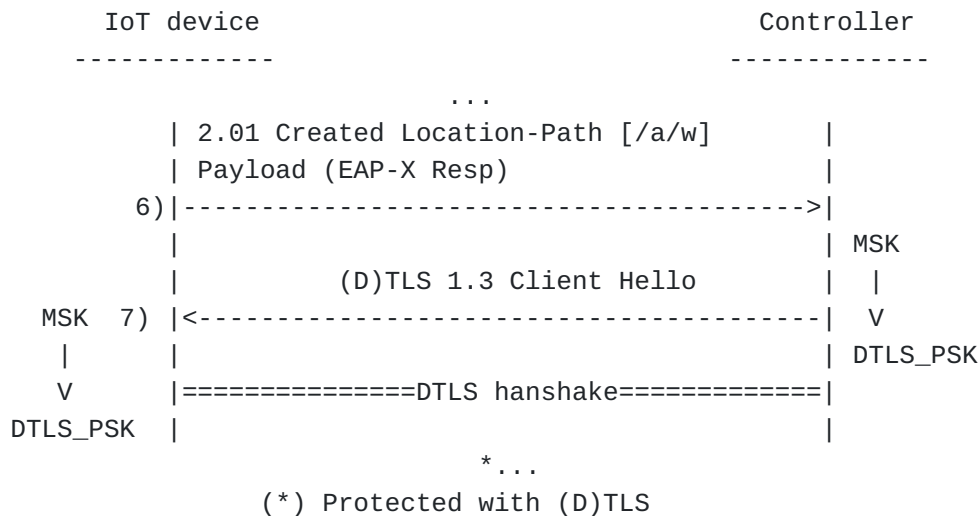 IoT device                                Controller
    -------------                             -------------
                            ...
          | 2.01 Created Location-Path [/a/w]       |
          | Payload (EAP-X Resp)                    |
        6)|---------------------------------------->|
          |                                         | MSK
          |          (D)TLS 1.3 Client Hello        |  |
  MSK  7) |<----------------------------------------|  V
   |      |                                         | DTLS_PSK
   V      |===============DTLS hanshake=============|
DTLS_PSK  |                                         |
                              *...
                (*) Protected with (D)TLS